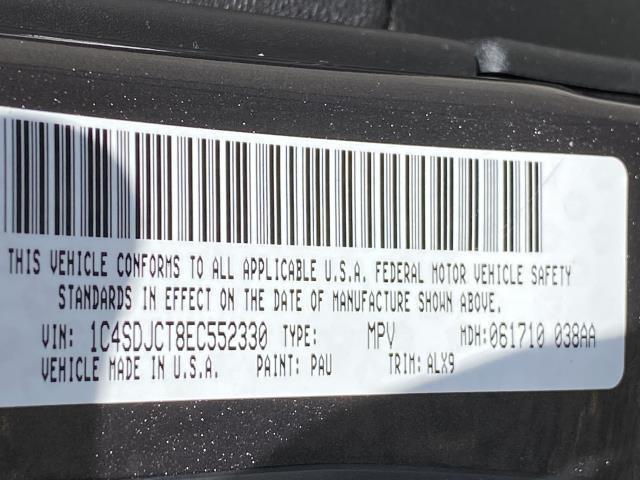 THIS VEHICLE CONFORMS TO ALL APPLICABLE U.S.A. FEDERAL MOTOR VEHICLE SAFETY
STANDARDS IN EFFECT ON THE DATE OF MANUFACTURE SHOWN ABOVE.
VIN: 1C4SDJCT8EC552330 TYPE: MPV MDH:061710 038AA
VEHICLE MADE IN U.S.A. PAINT: PAU TRIM: ALX9